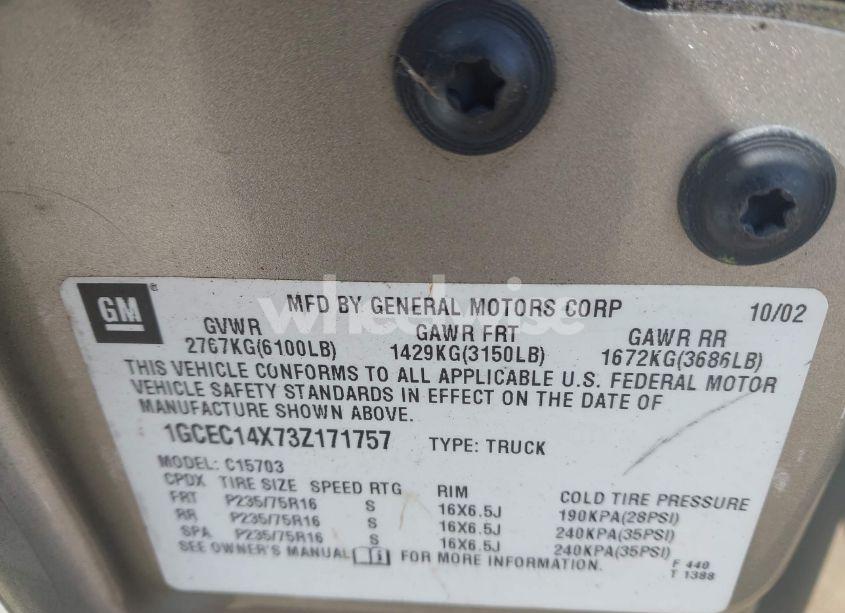 GM ®
MFD BY GENERAL MOTORS CORP 10/02
GVWR GAWR FRT GAWR RR
2767KG(6100LB) 1429KG(3150LB) 1672KG(3686LB)
THIS VEHICLE CONFORMS TO ALL APPLICABLE U.S. FEDERAL MOTOR
VEHICLE SAFETY STANDARDS IN EFFECT ON THE DATE OF
MANUFACTURE SHOWN ABOVE.
1GCEC14X73Z171757 TYPE: TRUCK
MODEL: C15703
CPDX TIRE SIZE SPEED RTG RIM COLD TIRE PRESSURE
FRT P235/75R16 S 16X6.5J 190KPA(28PSI)
RR P235/75R16 S 16X6.5J 240KPA(35PSI)
SPA P235/75R16 S 16X6.5J 240KPA(35PSI)
SEE OWNER'S MANUAL FOR MORE INFORMATION.
F 440
T 1388
wheelwise